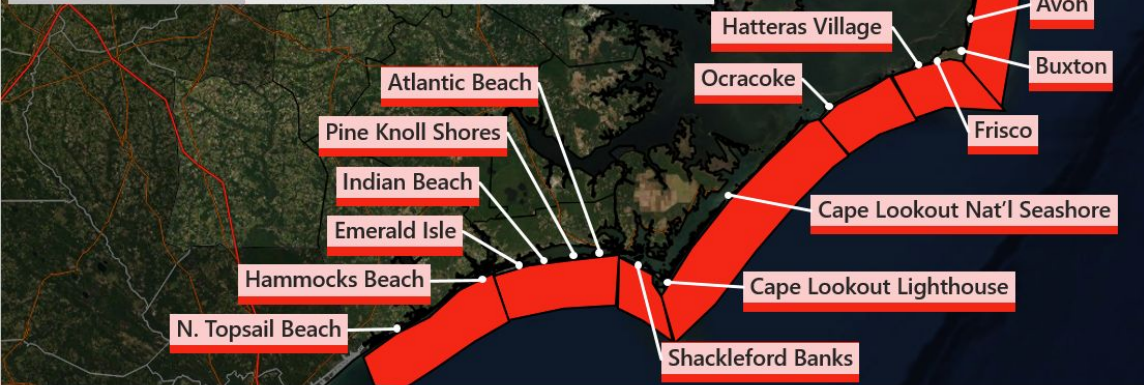 Avon
Hatteras Village
Buxton
Ocracoke
Atlantic Beach
Frisco
Pine Knoll Shores
Indian Beach
Cape Lookout Nat'l Seashore
Emerald Isle
Hammocks Beach
Cape Lookout Lighthouse
N. Topsail Beach
Shackleford Banks